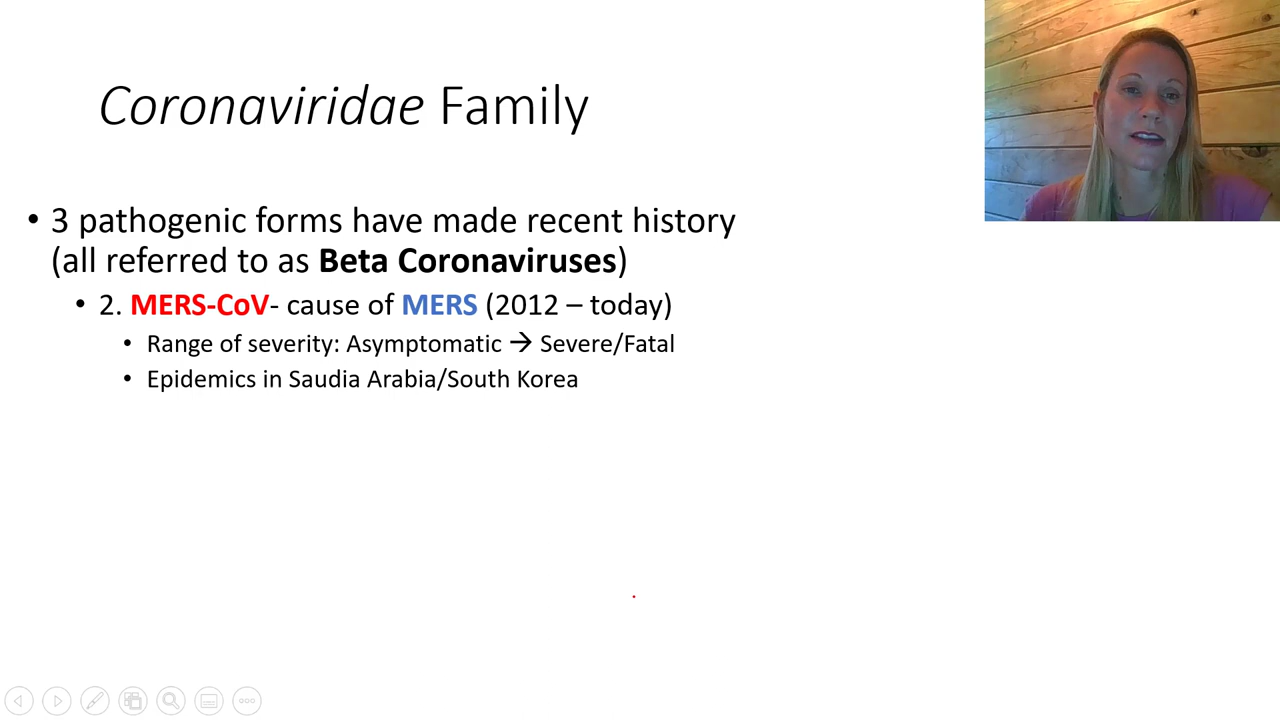 Coronaviridae Family
• 3 pathogenic forms have made recent history
(all referred to as Beta Coronaviruses)
• 2. MERS-CoV- cause of MERS (2012 – today)
• Range of severity: Asymptomatic → Severe/Fatal
• Epidemics in Saudia Arabia/South Korea